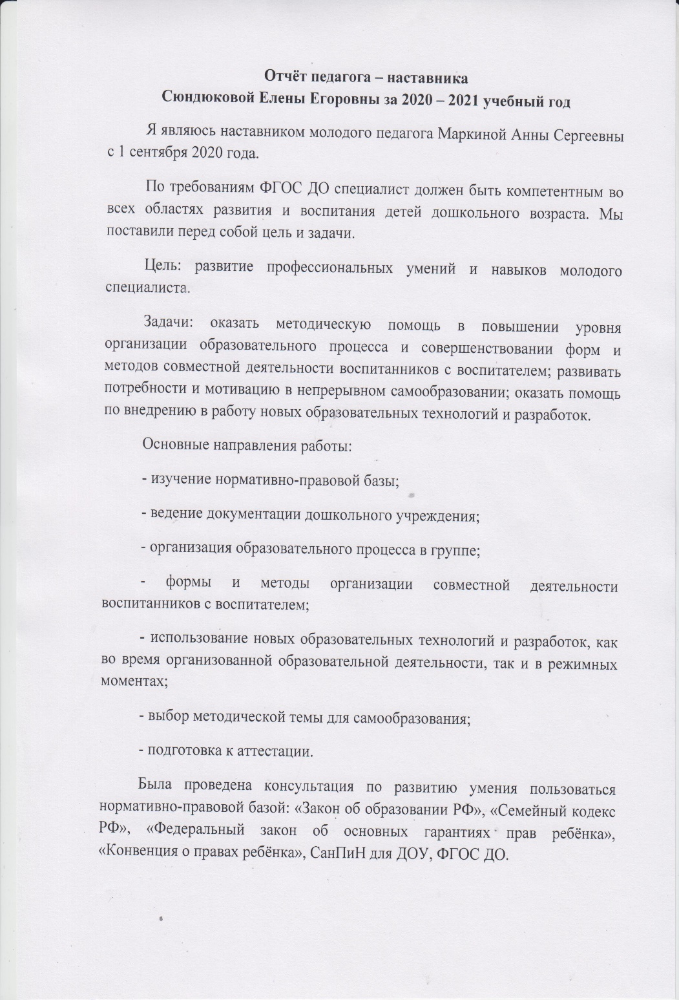 Отчёт педагога – наставника
Сюндюковой Елены Егоровны за 2020 – 2021 учебный год
Я являюсь наставником молодого педагога Маркиной Анны Сергеевны
с 1 сентября 2020 года.
По требованиям ФГОС ДО специалист должен быть компетентным во
всех областях развития и воспитания детей дошкольного возраста. Мы
поставили перед собой цель и задачи.
Цель: развитие профессиональных умений и навыков молодого
специалиста.
Задачи: оказать методическую помощь в повышении уровня
организации образовательного процесса и совершенствовании форм и
методов совместной деятельности воспитанников с воспитателем; развивать
потребности и мотивацию в непрерывном самообразовании; оказать помощь
по внедрению в работу новых образовательных технологий и разработок.
Основные направления работы:
- изучение нормативно-правовой базы;
- ведение документации дошкольного учреждения;
- организация образовательного процесса в группе;
- формы и методы организации совместной деятельности
воспитанников с воспитателем;
- использование новых образовательных технологий и разработок, как
во время организованной образовательной деятельности, так и в режимных
моментах;
- выбор методической темы для самообразования;
- подготовка к аттестации.
Была проведена консультация по развитию умения пользоваться
нормативно-правовой базой: «Закон об образовании РФ», «Семейный кодекс
РФ», «Федеральный закон об основных гарантиях прав ребёнка»,
«Конвенция о правах ребёнка», СанПиН для ДОУ, ФГОС ДО.